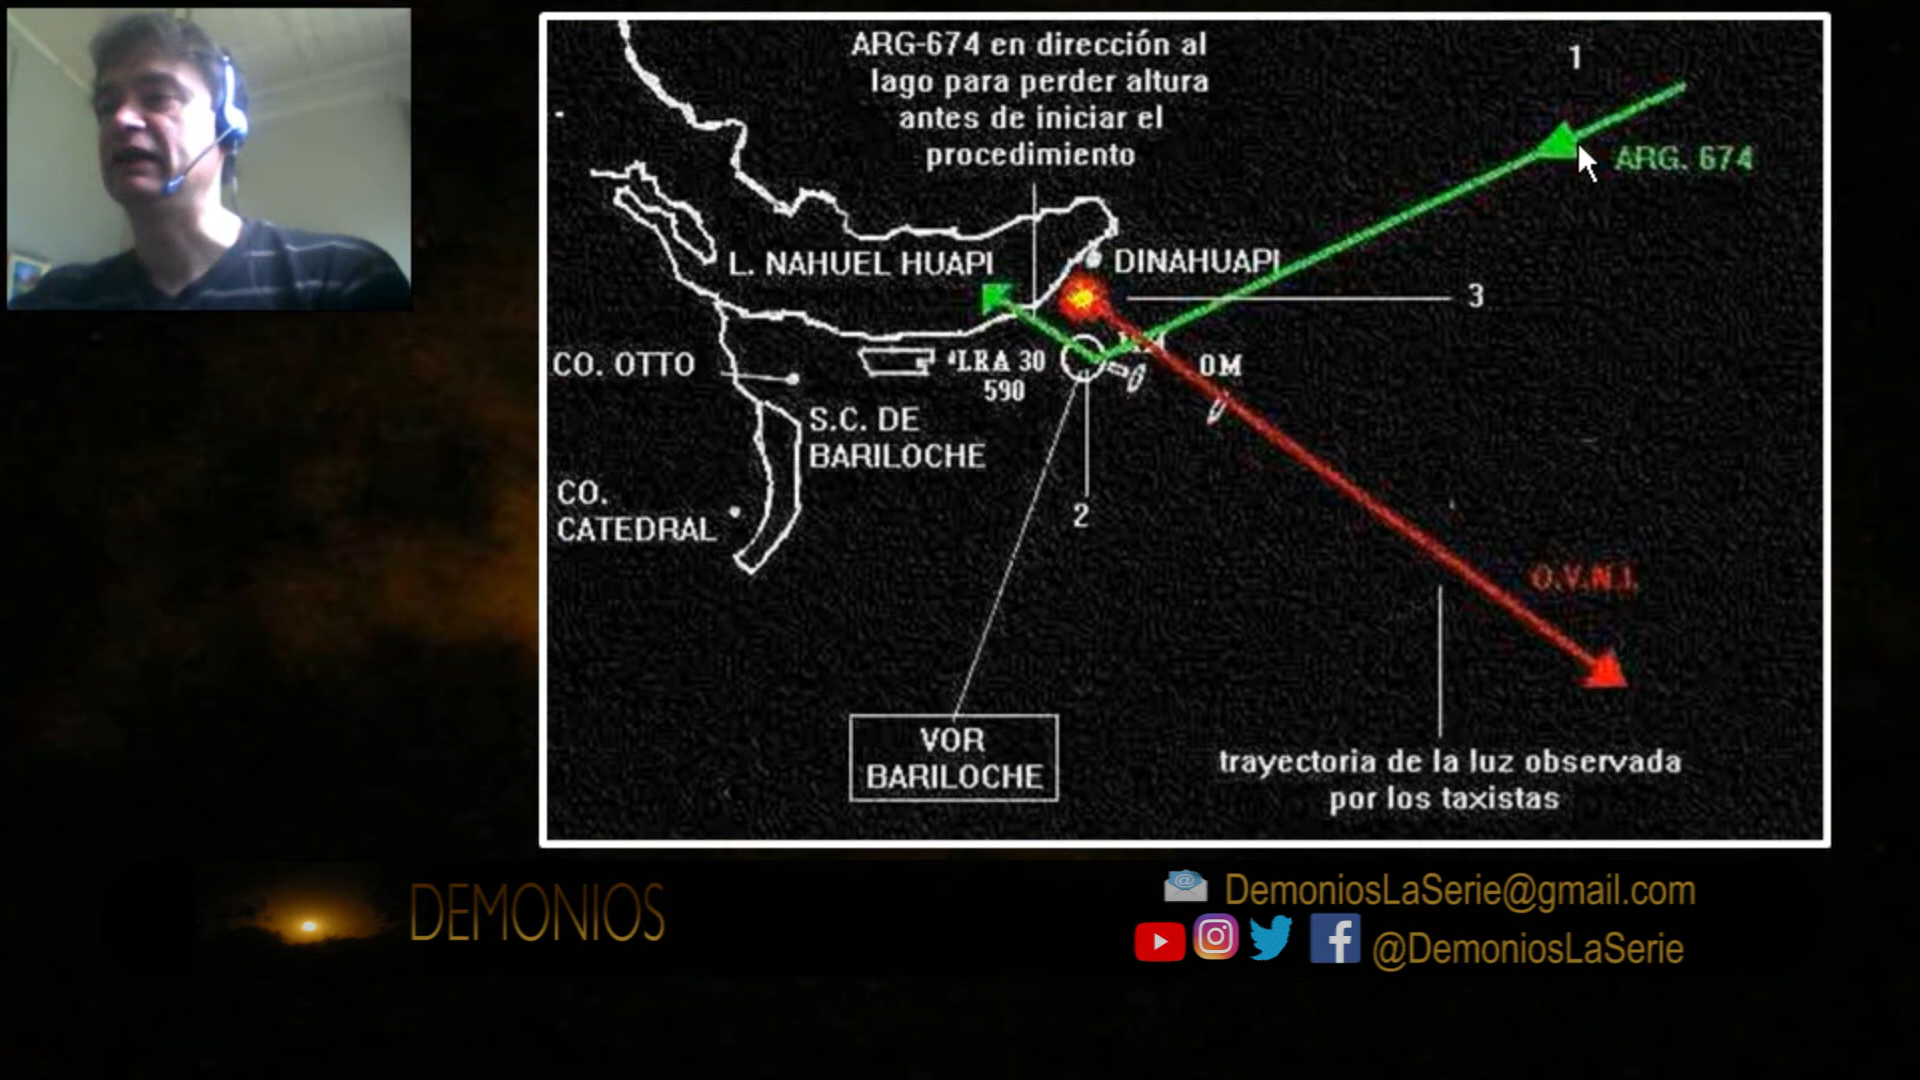 ARG-674 en dirección al
lago para perder altura
antes de iniciar el
procedimiento
1
ARG. 674
L. NAHUEL HUAPI
DINAHUAPI
3
CO. OTTO
LRA 30
590
OM
S.C. DE
BARILOCHE
CO.
CATEDRAL
2
O.V.N.I.
VOR
BARILOCHE
trayectoria de la luz observada
por los taxistas
DEMONIOS
DemoniosLaSerie@gmail.com
@DemoniosLaSerie